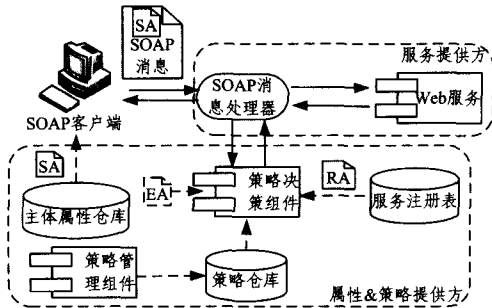 SA
SOAP
消息
服务提供方
SOAP消
息处理器
Web服务
SOAP客户端
SA
EA
策略决
策组件
RA
主体属性仓库
服务注册表
策略管
理组件
策略仓库
属性&策略提供方